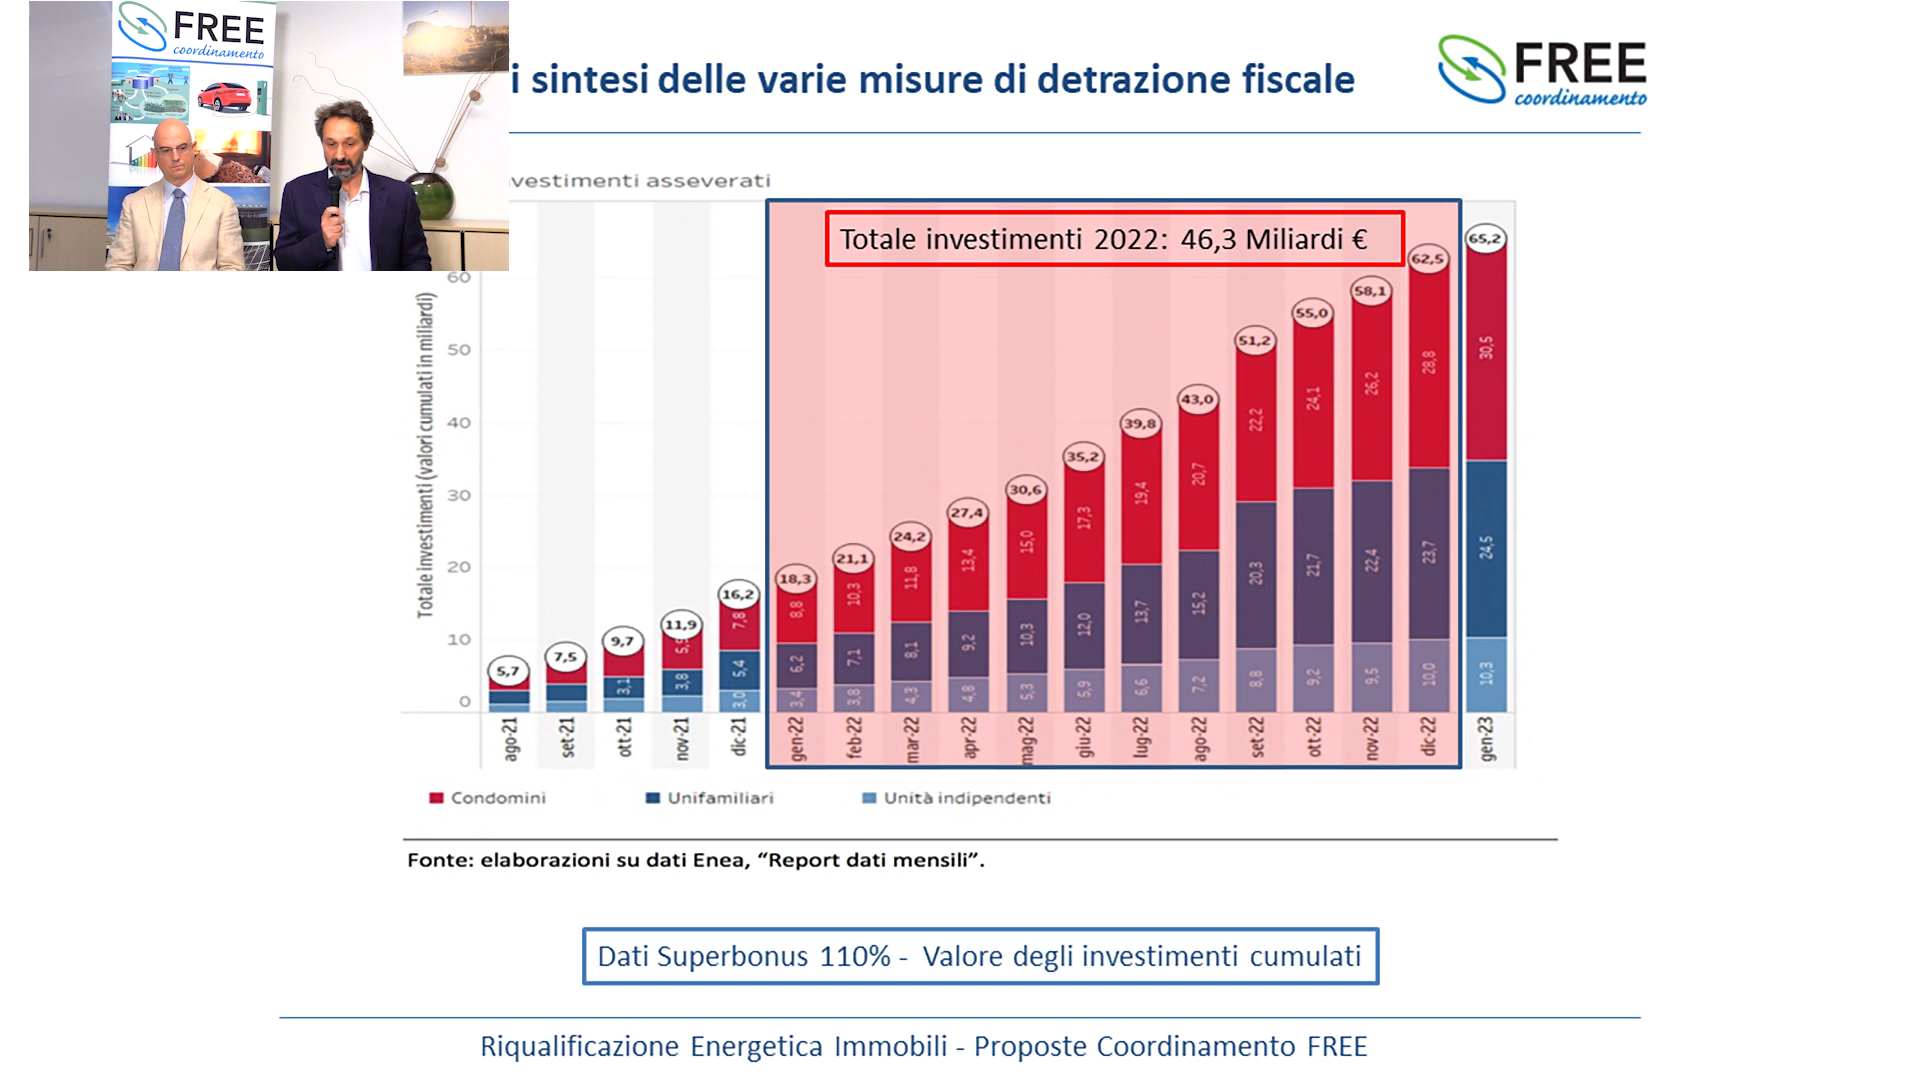 FREE
coordinamento
i sintesi delle varie misure di detrazione fiscale
FREE
coordinamento
vestimenti asseverati
Totale investimenti 2022: 46,3 Miliardi €
Totale investimenti (valori cumulati in miliardi)
60
50
40
30
20
10
0
5,7
7,5
9,7
11,9
16,2
18,3
21,1
24,2
27,4
30,6
35,2
39,8
43,0
51,2
55,0
58,1
62,5
65,2
7,8
8,8
10,3
11,8
13,4
15,0
17,3
19,4
20,7
22,2
24,1
26,2
28,8
30,5
3,1
3,8
5,4
6,2
7,1
8,1
9,2
10,3
12,0
13,7
15,2
20,3
21,7
22,4
23,7
24,5
3,0
3,4
3,8
4,3
4,8
5,3
5,9
6,6
7,2
8,8
9,2
9,5
10,0
10,3
ago-21
set-21
ott-21
nov-21
dic-21
gen-22
feb-22
mar-22
apr-22
mag-22
giu-22
lug-22
ago-22
set-22
ott-22
nov-22
dic-22
gen-23
Condomini
Unifamiliari
Unità indipendenti
Fonte: elaborazioni su dati Enea, “Report dati mensili”.
Dati Superbonus 110% - Valore degli investimenti cumulati
Riqualificazione Energetica Immobili - Proposte Coordinamento FREE